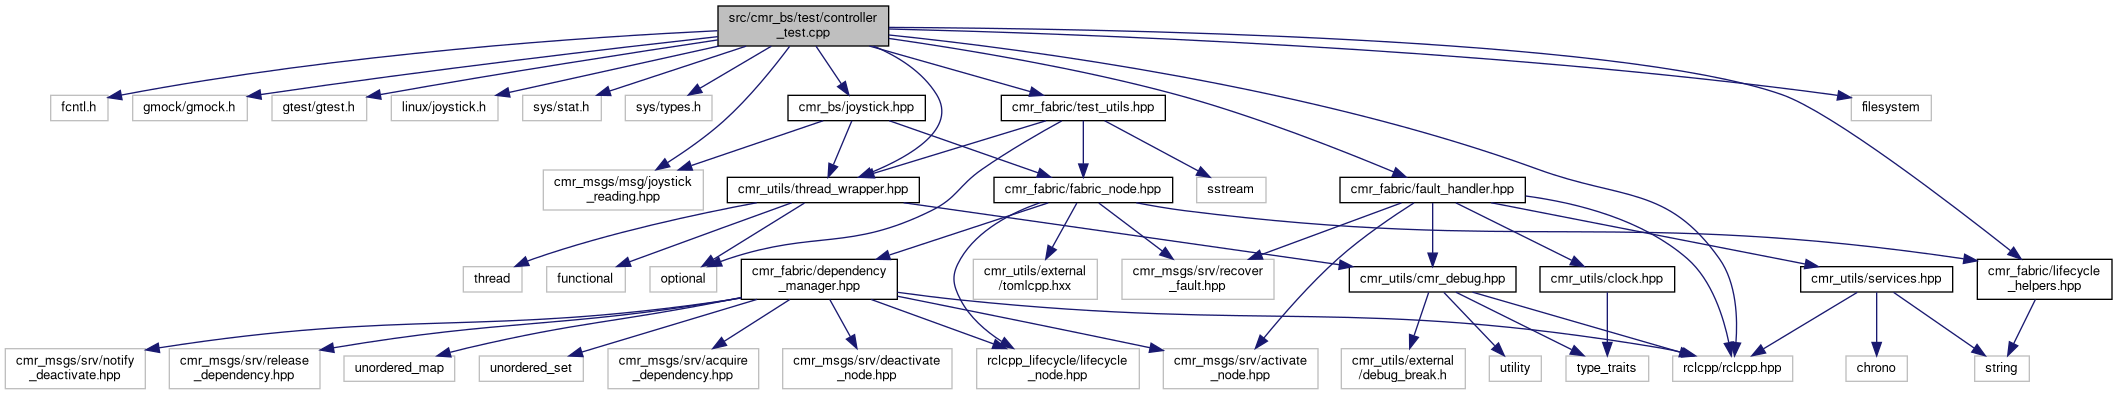 src/cmr_bs/test/controller
_test.cpp
fcntl.h
gmock/gmock.h
gtest/gtest.h
linux/joystick.h
sys/stat.h
sys/types.h
cmr_bs/joystick.hpp
cmr_fabric/test_utils.hpp
filesystem
cmr_msgs/msg/joystick
_reading.hpp
cmr_utils/thread_wrapper.hpp
cmr_fabric/fabric_node.hpp
sstream
cmr_fabric/fault_handler.hpp
thread
functional
optional
cmr_fabric/dependency
_manager.hpp
cmr_utils/external
/tomlcpp.hxx
cmr_msgs/srv/recover
_fault.hpp
cmr_utils/cmr_debug.hpp
cmr_utils/clock.hpp
cmr_utils/services.hpp
cmr_fabric/lifecycle
_helpers.hpp
cmr_msgs/srv/notify
_deactivate.hpp
cmr_msgs/srv/release
_dependency.hpp
unordered_map
unordered_set
cmr_msgs/srv/acquire
_dependency.hpp
cmr_msgs/srv/deactivate
_node.hpp
rclcpp_lifecycle/lifecycle
_node.hpp
cmr_msgs/srv/activate
_node.hpp
cmr_utils/external
/debug_break.h
utility
type_traits
rclcpp/rclcpp.hpp
chrono
string